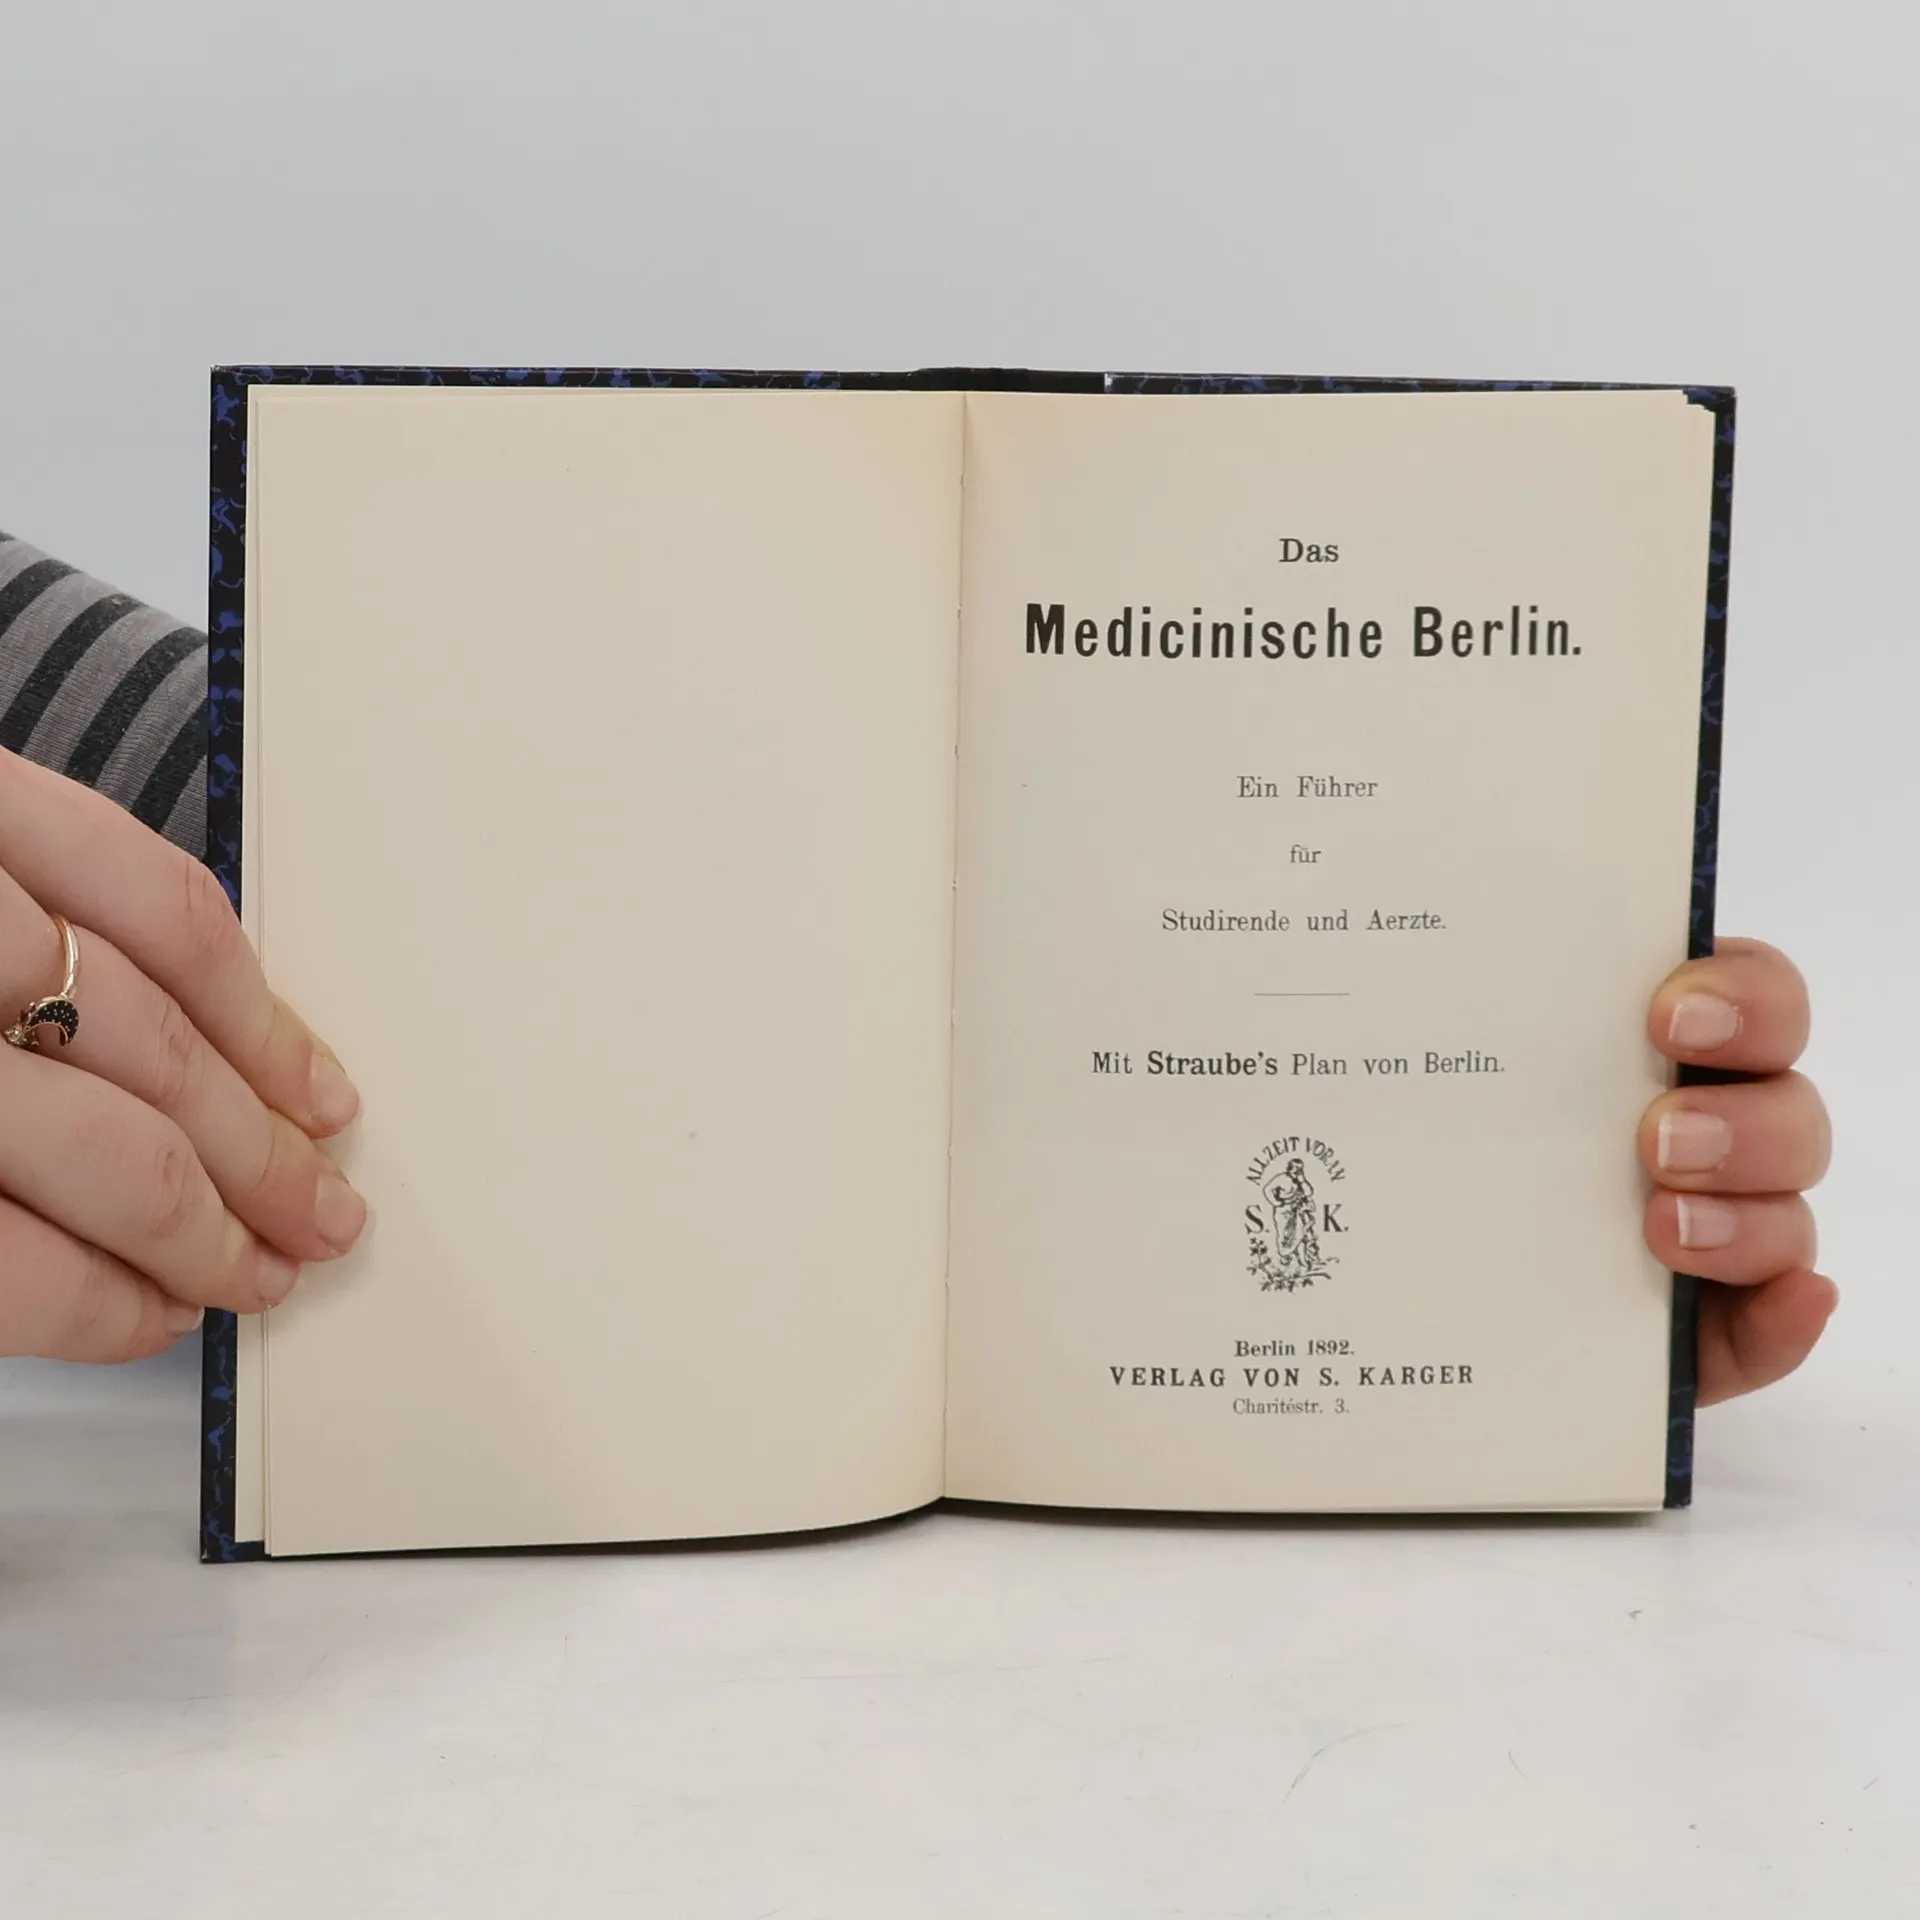 Das
Medicinische Berlin.
Ein Führer
für
Studirende und Aerzte.
Mit Straube's Plan von Berlin.
ALLZEIT VORAN
S. K.
Berlin 1892.
VERLAG VON S. KARGER
Charitéstr. 3.